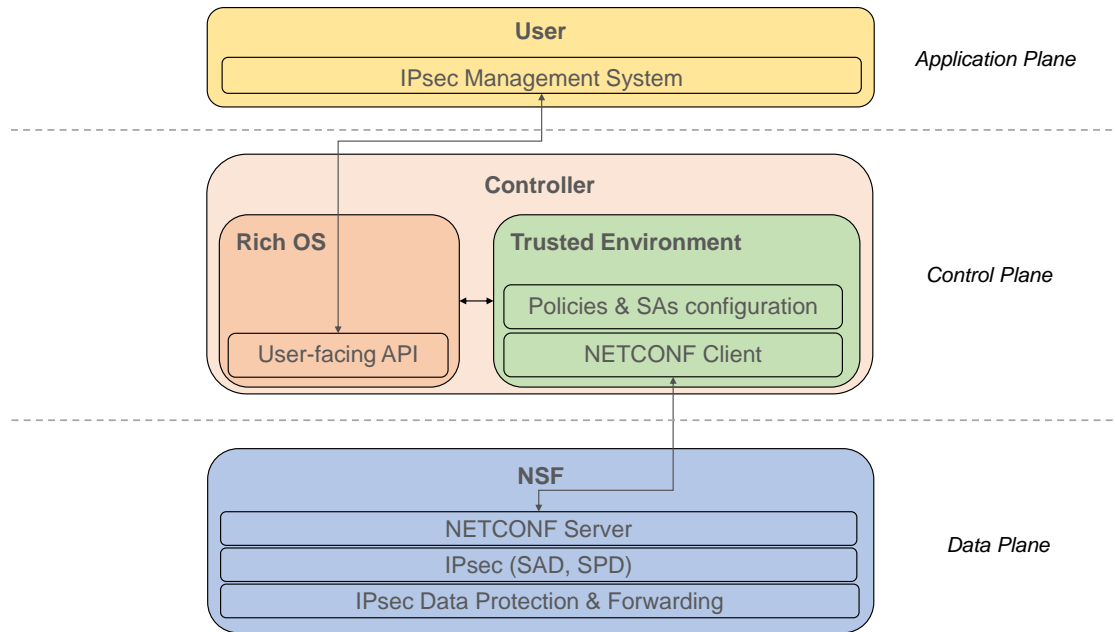 User
IPsec Management System
Application Plane
Controller
Rich OS
Trusted Environment
Policies & SAs configuration
Control Plane
User-facing API
NETCONF Client
NSF
NETCONF Server
IPsec (SAD, SPD)
Data Plane
IPsec Data Protection & Forwarding